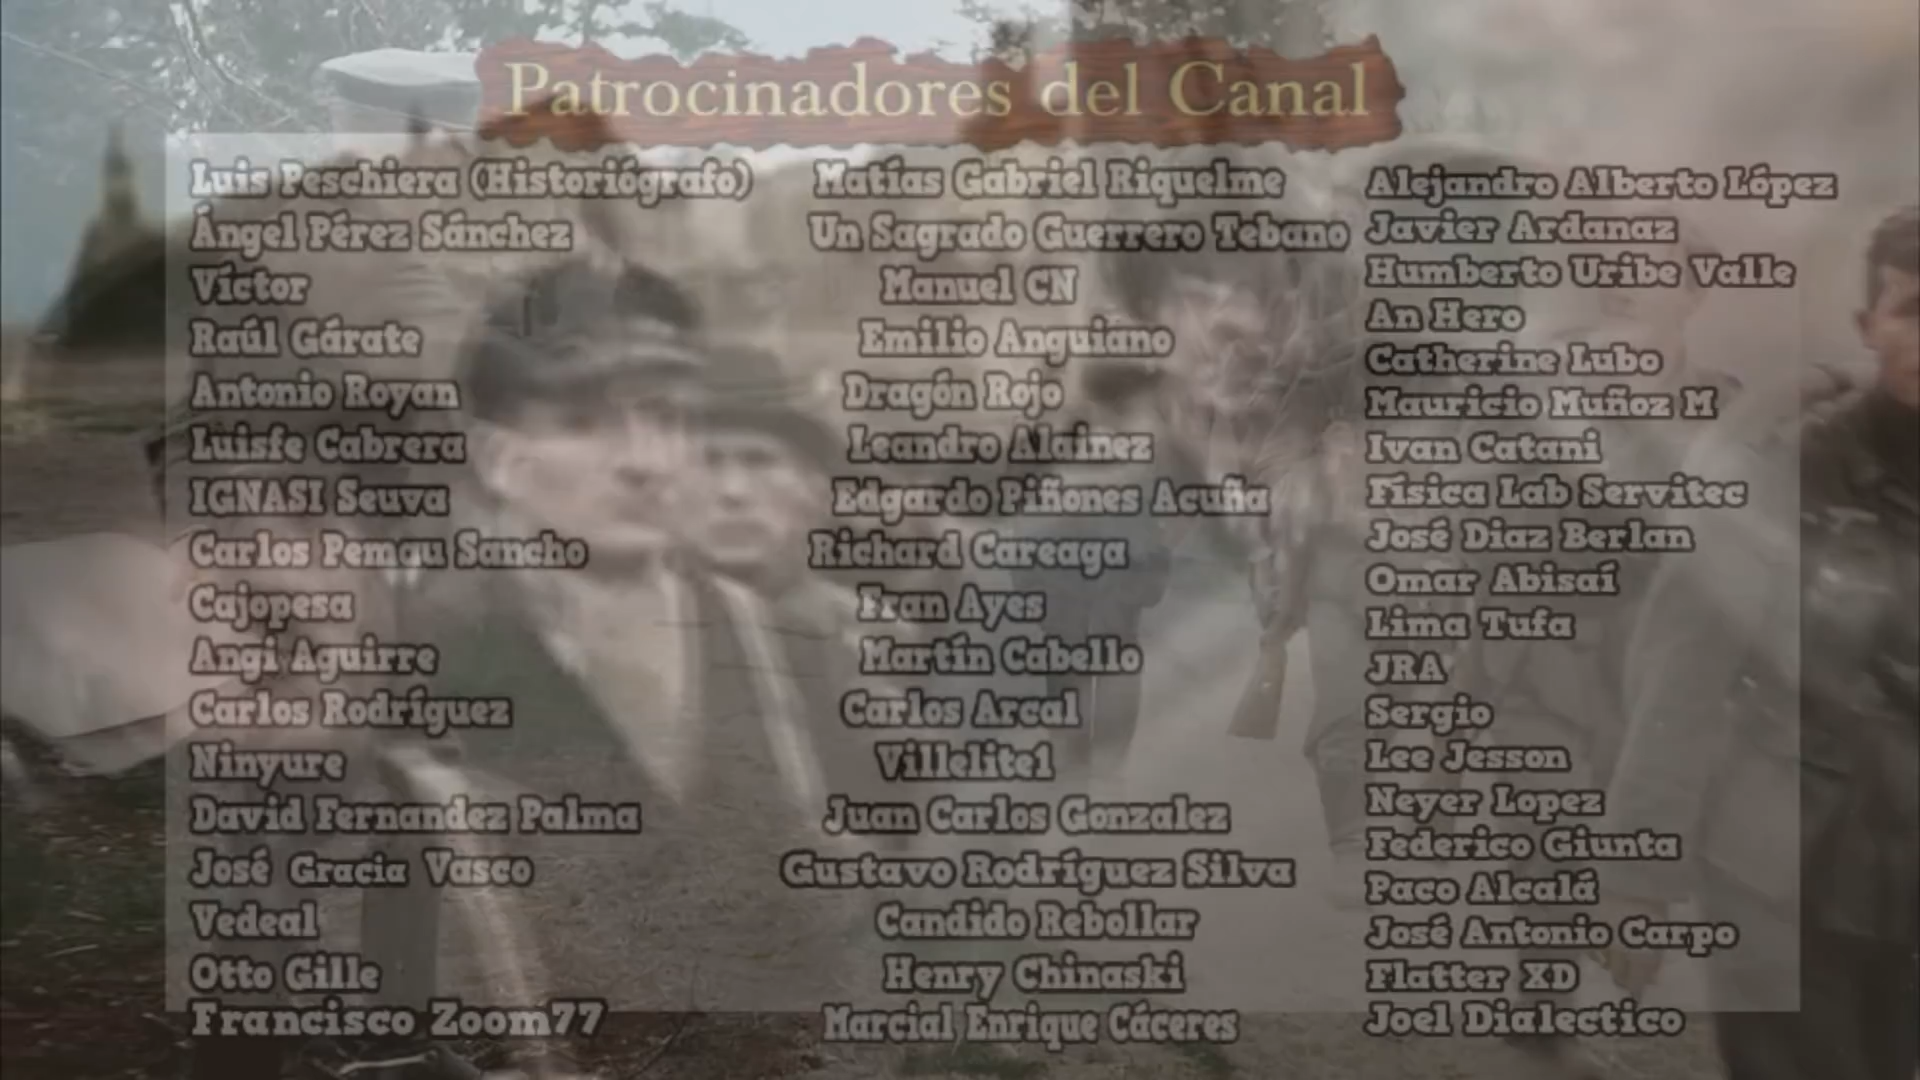 Patrocinadores del Canal
Luis Peschiera (Historiógrafo)
Ángel Pérez Sánchez
Víctor
Raúl Gárate
Antonio Royan
Luisfe Cabrera
IGNASI Seuva
Carlos Pemau Sancho
Cajopesa
Angi Aguirre
Carlos Rodríguez
Ninyure
David Fernandez Palma
José Gracia Vasco
Vedeal
Otto Gille
Francisco Zoom77
Matías Gabriel Riquelme
Un Sagrado Guerrero Tebano
Manuel CN
Emilio Anguiano
Dragón Rojo
Leandro Alainez
Edgardo Piñones Acuña
Richard Careaga
Fran Ayes
Martín Cabello
Carlos Arcal
Villelite1
Juan Carlos Gonzalez
Gustavo Rodríguez Silva
Candido Rebollar
Henry Chinaski
Marcial Enrique Cáceres
Alejandro Alberto López
Javier Ardanaz
Humberto Uribe Valle
An Hero
Catherine Lubo
Mauricio Muñoz M
Ivan Catani
Física Lab Servitec
José Diaz Berlan
Omar Abisaí
Lima Tufa
JRA
Sergio
Lee Jesson
Neyer Lopez
Federico Giunta
Paco Alcalá
José Antonio Carpo
Flatter XD
Joel Dialectico